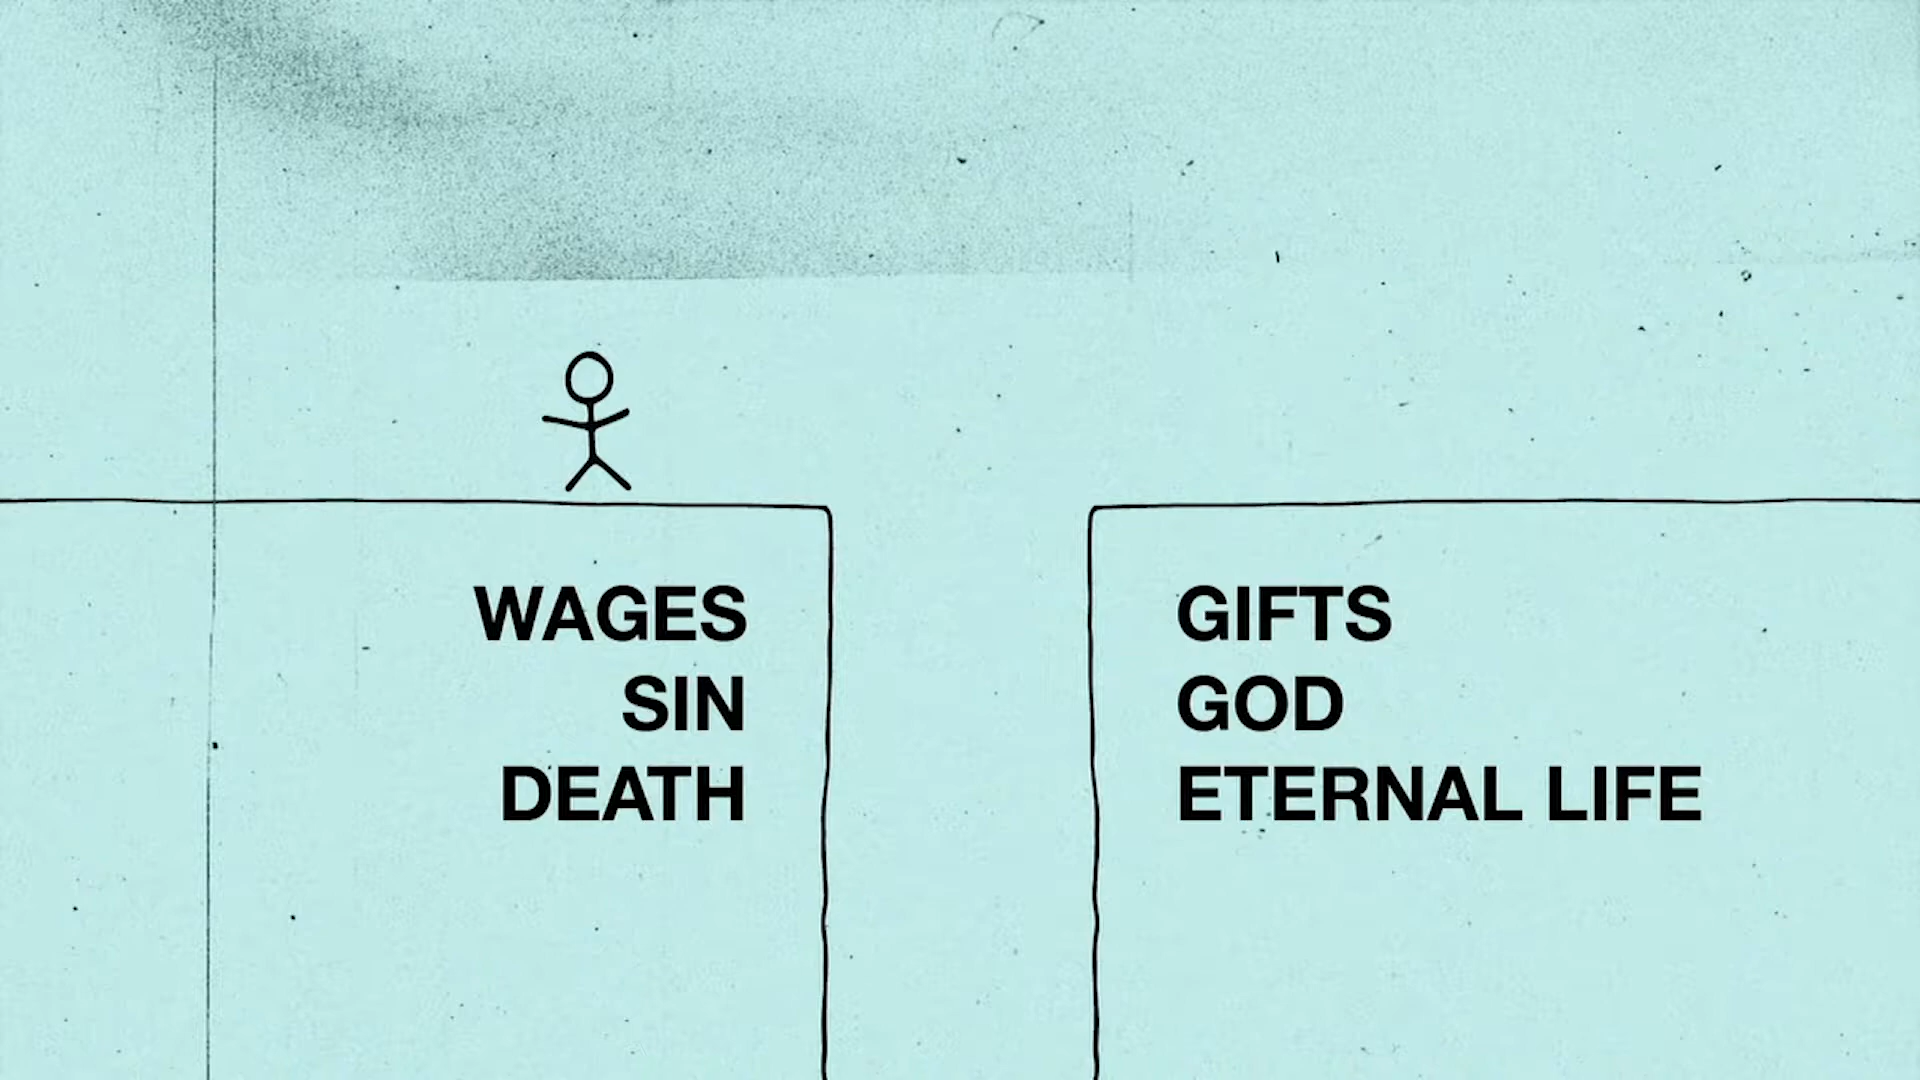 WAGES
SIN
DEATH
GIFTS
GOD
ETERNAL LIFE